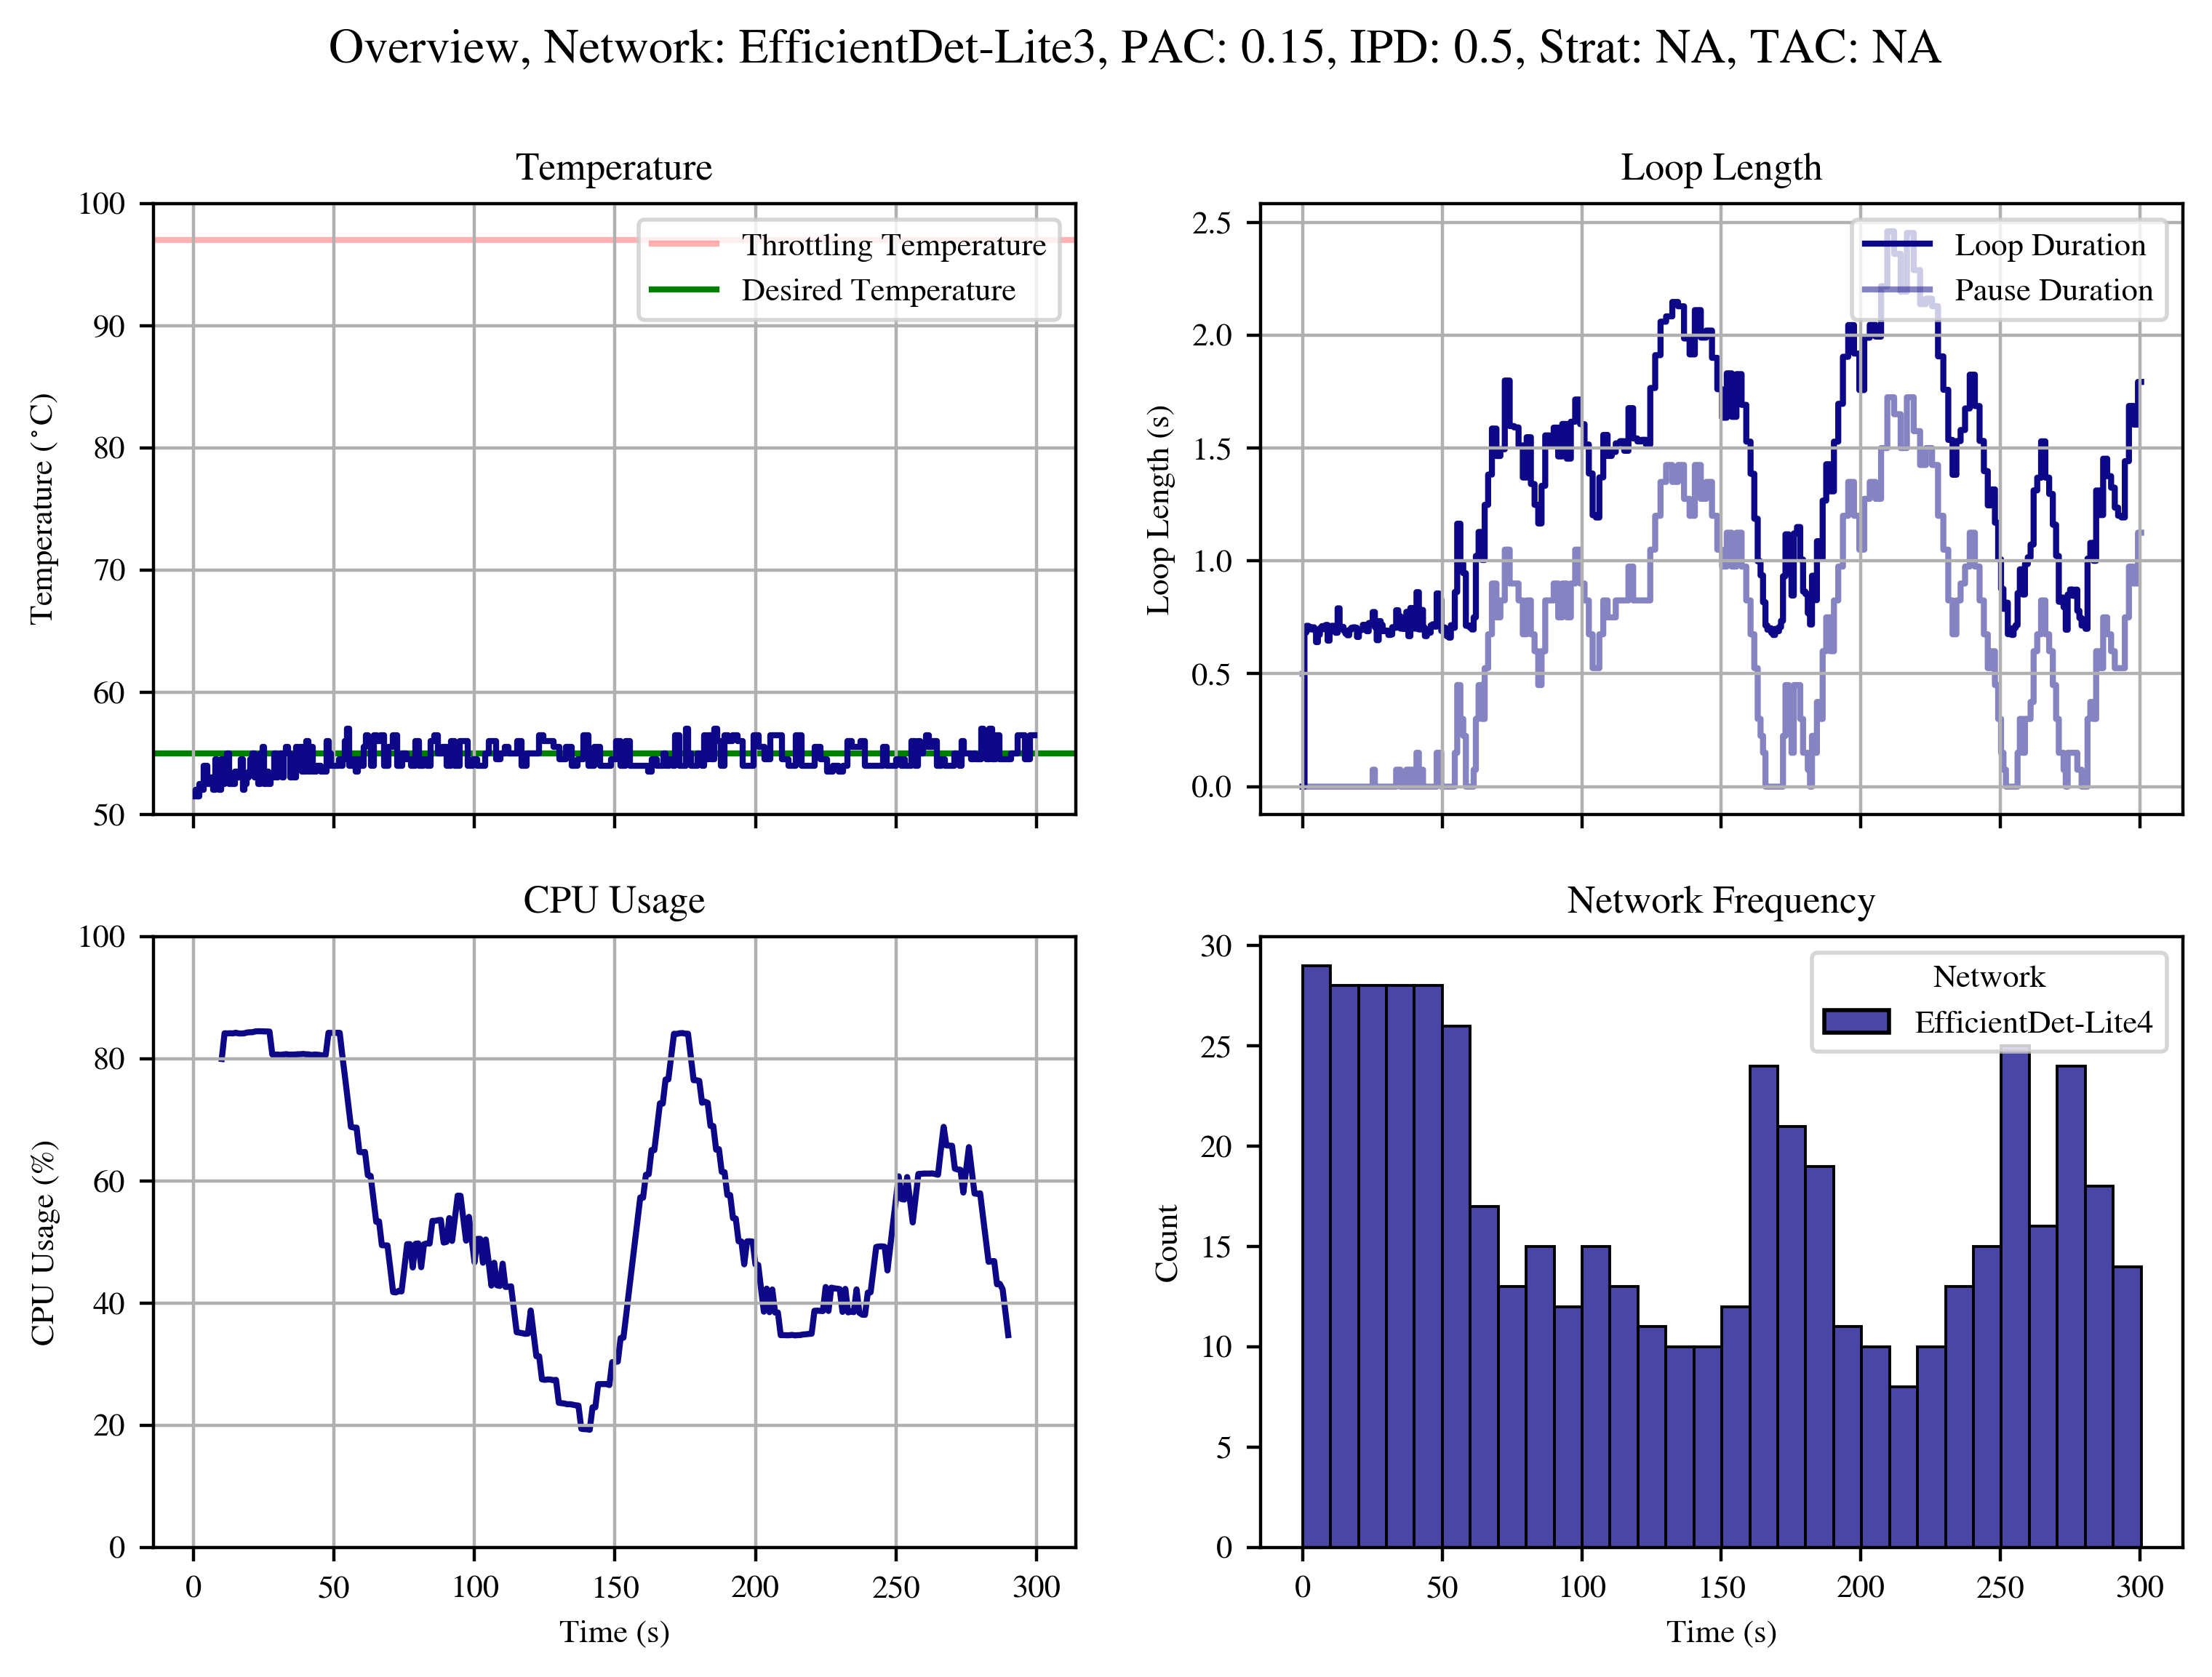 Overview, Network: EfficientDet-Lite3, PAC: 0.15, IPD: 0.5, Strat: NA, TAC: NA
Temperature
100
90
80
70
60
50
Temperature (°C)
Throttling Temperature
Desired Temperature
Loop Length
2.5
2.0
1.5
1.0
0.5
0.0
Loop Length (s)
Loop Duration
Pause Duration
CPU Usage
100
80
60
40
20
0
CPU Usage (%)
0 50 100 150 200 250 300
Time (s)
Network Frequency
30
25
20
15
10
5
0
Count
Network
EfficientDet-Lite4
0 50 100 150 200 250 300
Time (s)